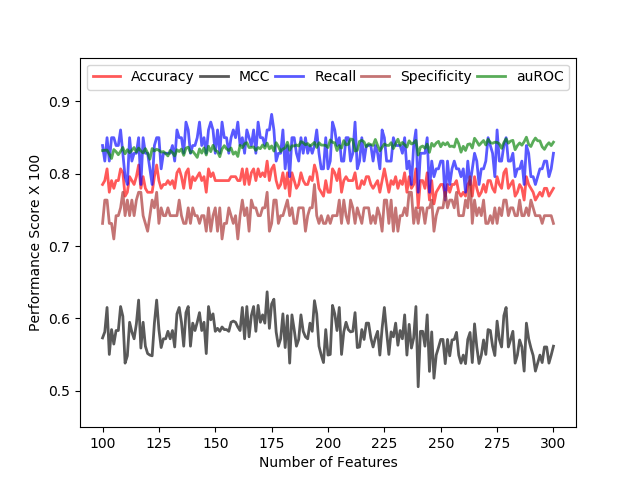 Accuracy MCC Recall Specificity auROC
0.9
0.8
0.7
0.6
0.5
Performance Score X 100
100 125 150 175 200 225 250 275 300
Number of Features